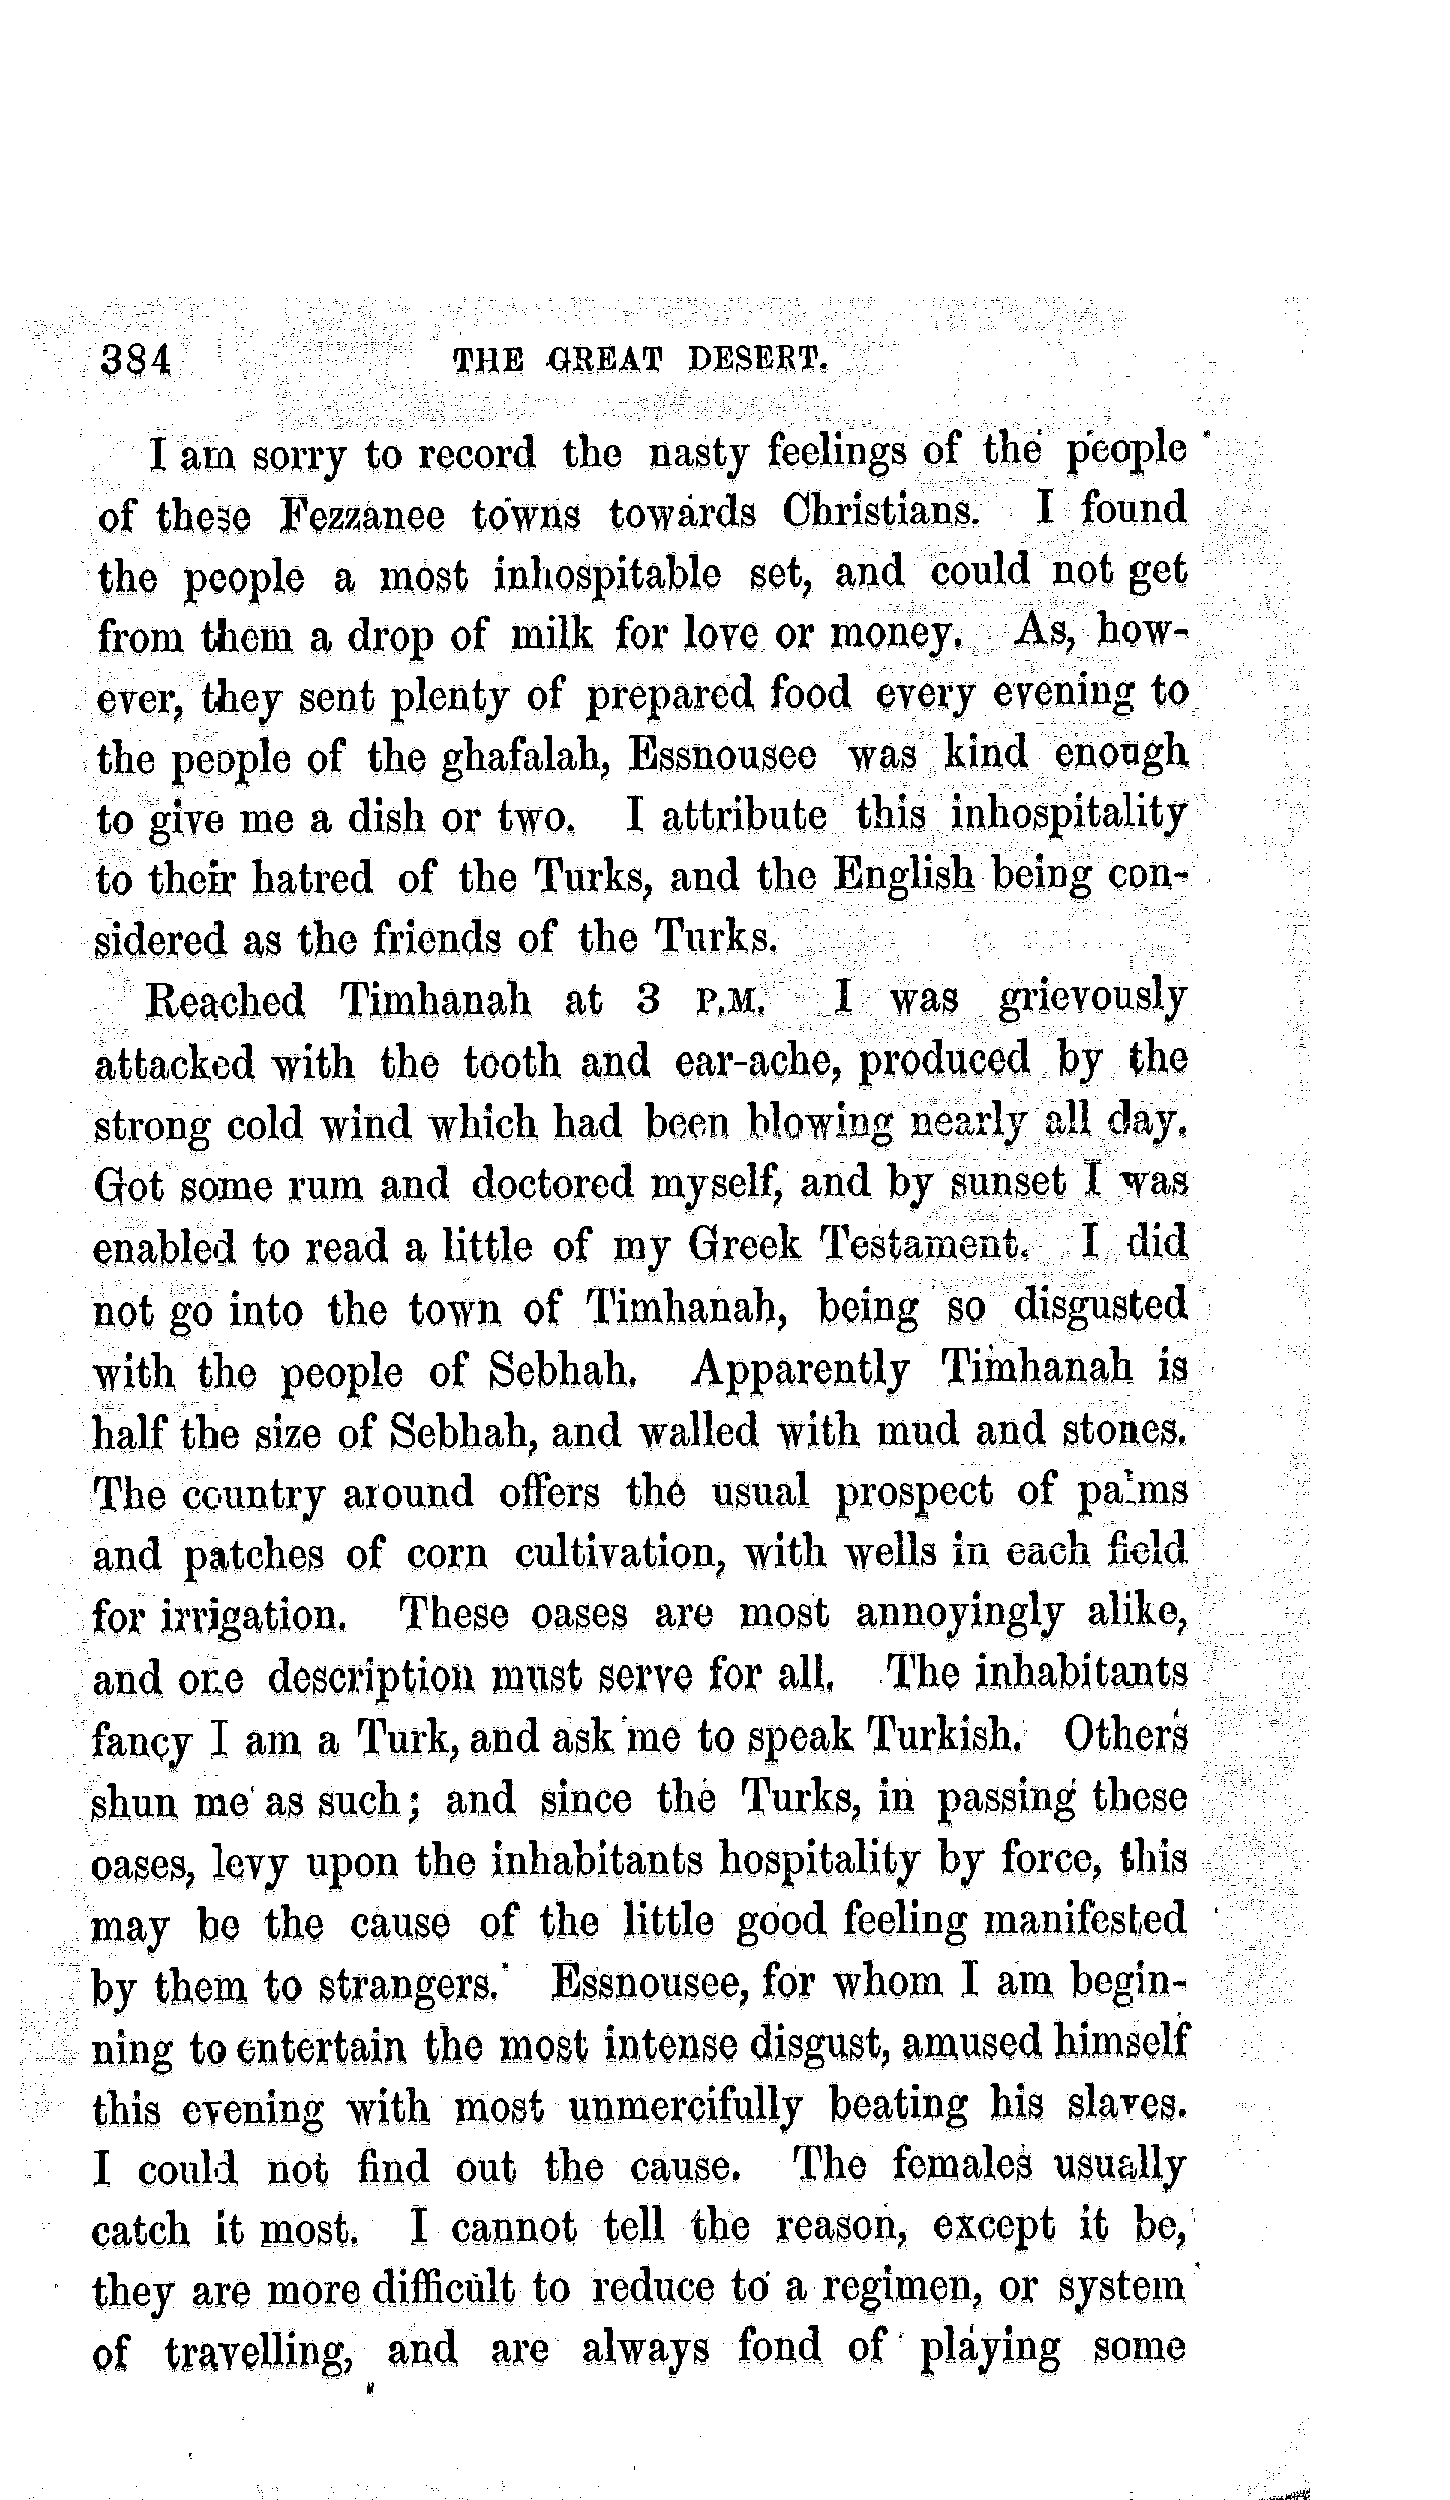 384 THE GREAT DESERT.
I am sorry to record the nasty feelings of the people
of these Fezzanee towns towards Christians. I found
the people a most inhospitable set, and could not get
from them a drop of milk for love or money. As, how-
ever, they sent plenty of prepared food every evening to
the people of the ghafalah, Essnousee was kind enough
to give me a dish or two. I attribute this inhospitality
to their hatred of the Turks, and the English being con-
sidered as the friends of the Turks.
Reached Timhanah at 3 P.M. I was grievously
attacked with the tooth and ear-ache, produced by the
strong cold wind which had been blowing nearly all day.
Got some rum and doctored myself, and by sunset I was
enabled to read a little of my Greek Testament. I did
not go into the town of Timhanah, being so disgusted
with the people of Sebhah. Apparently Timhanah is
half the size of Sebhah, and walled with mud and stones.
The country around offers the usual prospect of palms
and patches of corn cultivation, with wells in each field
for irrigation. These oases are most annoyingly alike,
and one description must serve for all. The inhabitants
fancy I am a Turk, and ask me to speak Turkish. Others
shun me as such; and since the Turks, in passing these
oases, levy upon the inhabitants hospitality by force, this
may be the cause of the little good feeling manifested
by them to strangers. Essnousee, for whom I am begin-
ning to entertain the most intense disgust, amused himself
this evening with most unmercifully beating his slaves.
I could not find out the cause. The females usually
catch it most. I cannot tell the reason, except it be,
they are more difficult to reduce to a regimen, or system
of travelling, and are always fond of playing some